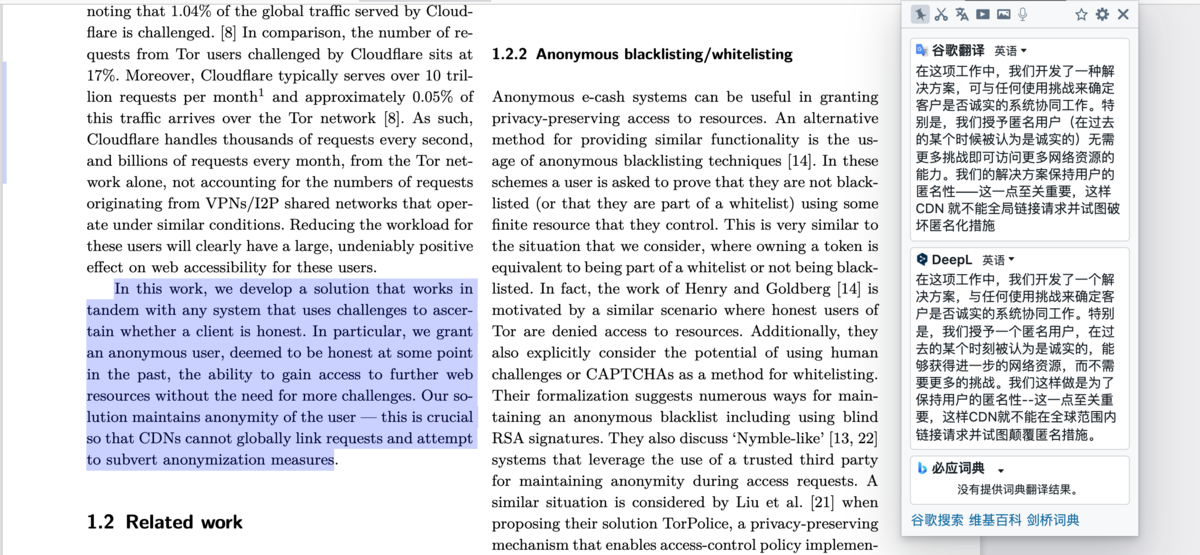 noting that 1.04% of the global traffic served by Cloud-
flare is challenged. [8] In comparison, the number of re-
quests from Tor users challenged by Cloudflare sits at
17%. Moreover, Cloudflare typically serves over 10 tril-
lion requests per month1 and approximately 0.05% of
this traffic arrives over the Tor network [8]. As such,
Cloudflare handles thousands of requests every second,
and billions of requests every month, from the Tor net-
work alone, not accounting for the numbers of requests
originating from VPNs/I2P shared networks that oper-
ate under similar conditions. Reducing the workload for
these users will clearly have a large, undeniably positive
effect on web accessibility for these users.
In this work, we develop a solution that works in
tandem with any system that uses challenges to ascer-
tain whether a client is honest. In particular, we grant
an anonymous user, deemed to be honest at some point
in the past, the ability to gain access to further web
resources without the need for more challenges. Our so-
lution maintains anonymity of the user — this is crucial
so that CDNs cannot globally link requests and attempt
to subvert anonymization measures.
1.2 Related work
1.2.2 Anonymous blacklisting/whitelisting
Anonymous e-cash systems can be useful in granting
privacy-preserving access to resources. An alternative
method for providing similar functionality is the us-
age of anonymous blacklisting techniques [14]. In these
schemes a user is asked to prove that they are not black-
listed (or that they are part of a whitelist) using some
finite resource that they control. This is very similar to
the situation that we consider, where owning a token is
equivalent to being part of a whitelist or not being black-
listed. In fact, the work of Henry and Goldberg [14] is
motivated by a similar scenario where honest users of
Tor are denied access to resources. Additionally, they
also explicitly consider the potential of using human
challenges or CAPTCHAs as a method for whitelisting.
Their formalization suggests numerous ways for main-
taining an anonymous blacklist including using blind
RSA signatures. They also discuss ‘Nymble-like’ [13, 22]
systems that leverage the use of a trusted third party
for maintaining anonymity during access requests. A
similar situation is considered by Liu et al. [21] when
proposing their solution TorPolice, a privacy-preserving
mechanism that enables access-control policy implemen-
谷歌翻译 英语
在这项工作中，我们开发了一种解
决方案，可与任何使用挑战来确定
客户是否诚实的系统协同工作。特
别是，我们授予匿名用户（在过去
的某个时候被认为是诚实的）无需
更多挑战即可访问更多网络资源的
能力。我们的解决方案保持用户的
匿名性——这一点至关重要，这样
CDN 就不能全局链接请求并试图破
坏匿名化措施
DeepL 英语
在这项工作中，我们开发了一个解
决方案，与任何使用挑战来确定客
户是否诚实的系统协同工作。特别
是，我们授予一个匿名用户，在过
去的某个时刻被认为是诚实的，能
够获得进一步的网络资源，而不需
要更多的挑战。我们这样做是为了
保持用户的匿名性--这一点至关重
要，这样CDN就不能在全球范围内
链接请求并试图颠覆匿名措施。
必应词典
没有提供词典翻译结果。
谷歌搜索 维基百科 剑桥词典